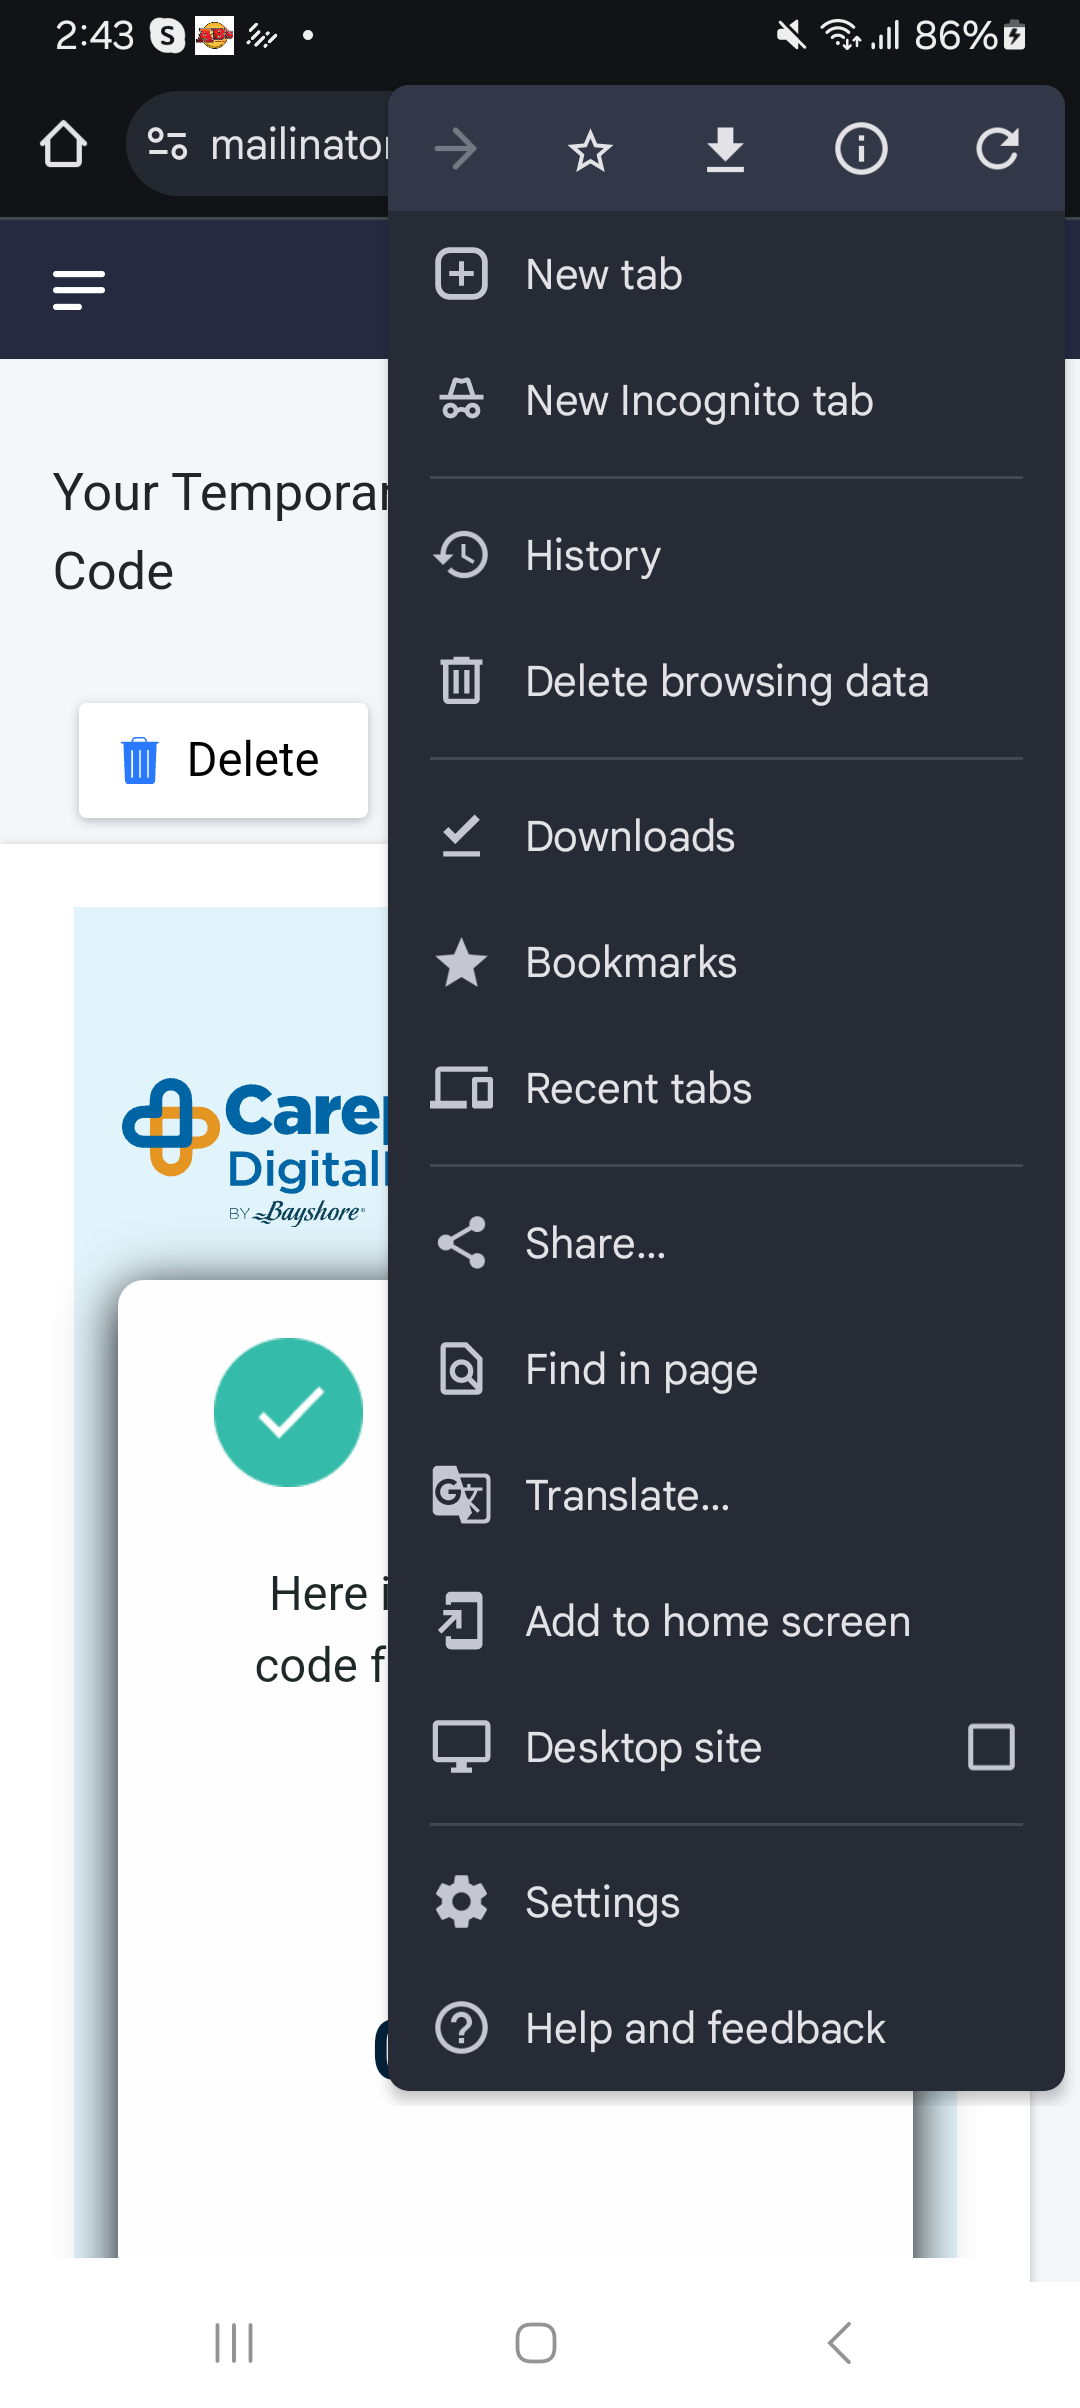 2:43
86%
mailinator
New tab
New Incognito tab
History
Delete browsing data
Downloads
Bookmarks
Recent tabs
Share...
Find in page
Translate...
Add to home screen
Desktop site
Settings
Help and feedback
Your
Code
Delete
Digital
BY Bayshore
Here
code